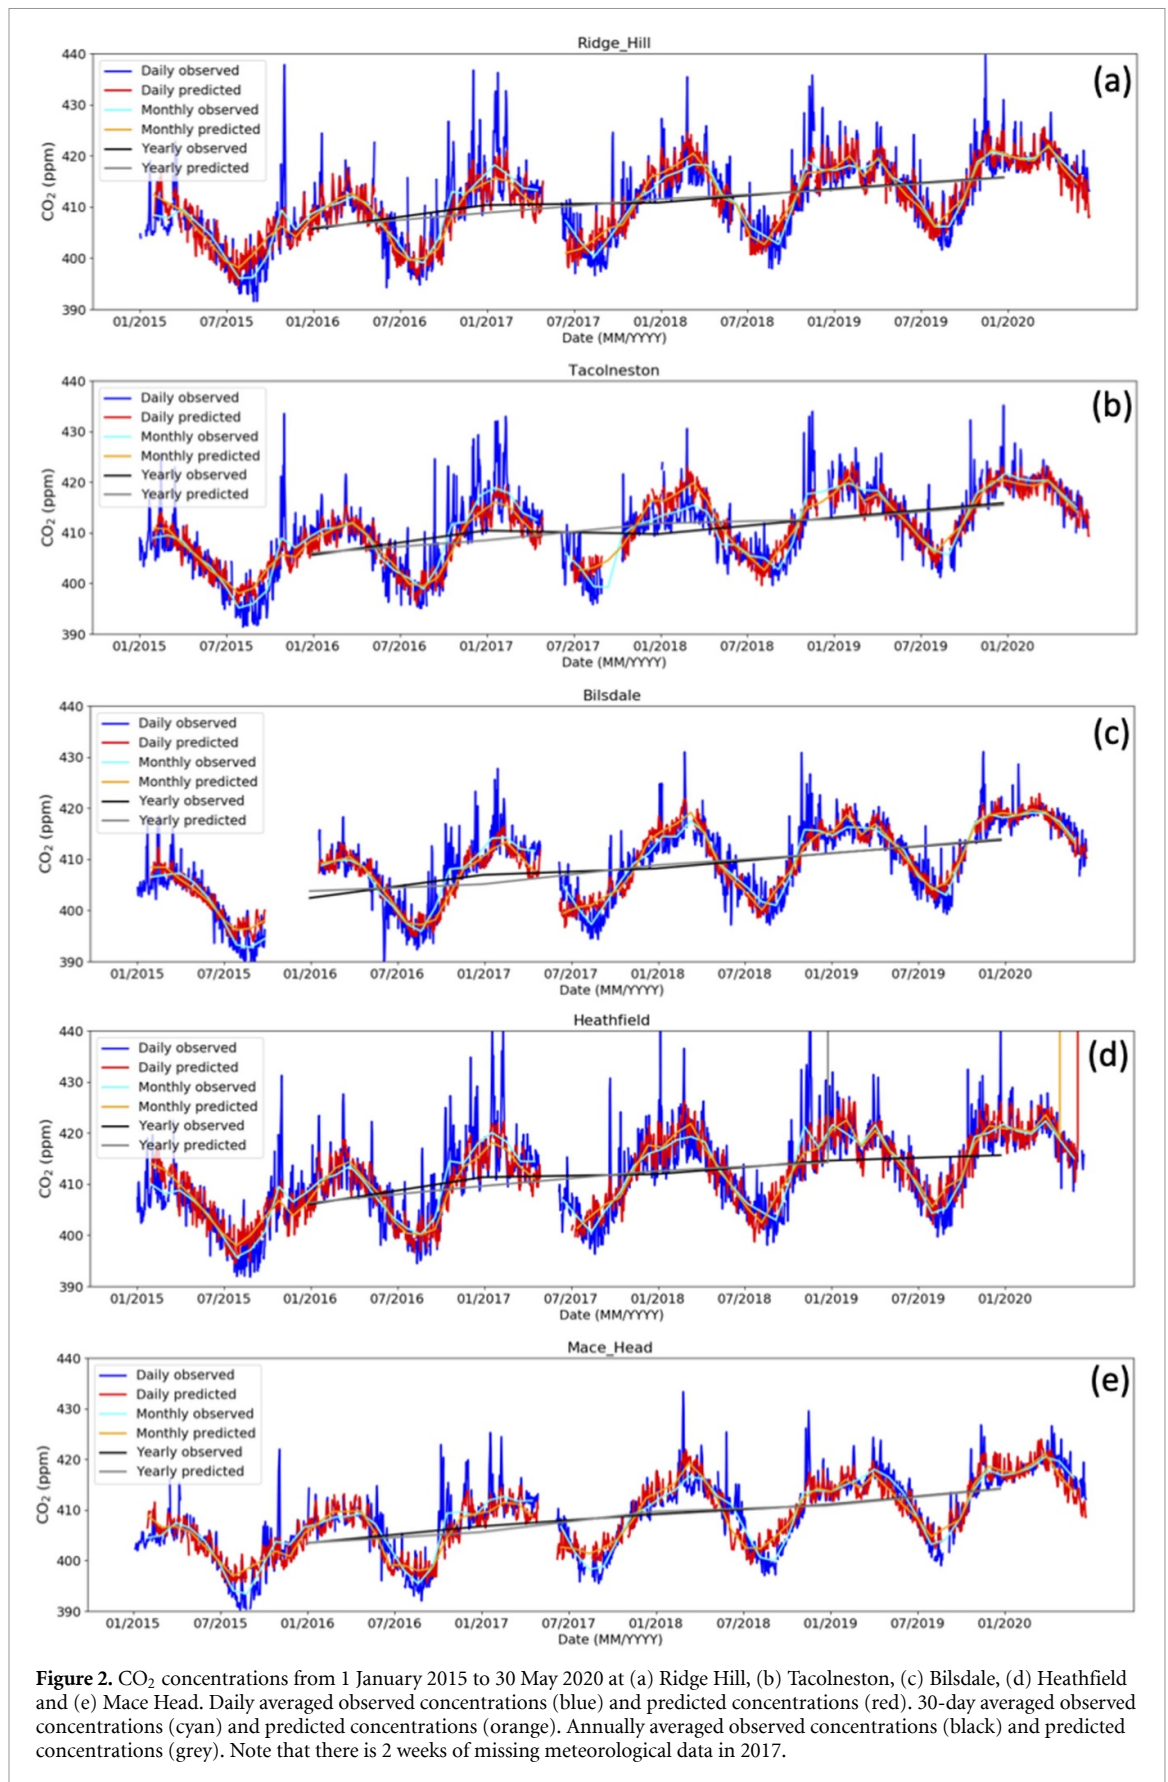 Ridge_Hill
(a)
440
430
420
410
400
390
CO2 (ppm)
Daily observed
Daily predicted
Monthly observed
Monthly predicted
Yearly observed
Yearly predicted
01/2015 07/2015 01/2016 07/2016 01/2017 07/2017 01/2018 07/2018 01/2019 07/2019 01/2020
Date (MM/YYYY)
Tacolneston
(b)
440
430
420
410
400
390
CO2 (ppm)
Daily observed
Daily predicted
Monthly observed
Monthly predicted
Yearly observed
Yearly predicted
01/2015 07/2015 01/2016 07/2016 01/2017 07/2017 01/2018 07/2018 01/2019 07/2019 01/2020
Date (MM/YYYY)
Bilsdale
(c)
440
430
420
410
400
390
CO2 (ppm)
Daily observed
Daily predicted
Monthly observed
Monthly predicted
Yearly observed
Yearly predicted
01/2015 07/2015 01/2016 07/2016 01/2017 07/2017 01/2018 07/2018 01/2019 07/2019 01/2020
Date (MM/YYYY)
Heathfield
(d)
440
430
420
410
400
390
CO2 (ppm)
Daily observed
Daily predicted
Monthly observed
Monthly predicted
Yearly observed
Yearly predicted
01/2015 07/2015 01/2016 07/2016 01/2017 07/2017 01/2018 07/2018 01/2019 07/2019 01/2020
Date (MM/YYYY)
Mace_Head
(e)
440
430
420
410
400
390
CO2 (ppm)
Daily observed
Daily predicted
Monthly observed
Monthly predicted
Yearly observed
Yearly predicted
01/2015 07/2015 01/2016 07/2016 01/2017 07/2017 01/2018 07/2018 01/2019 07/2019 01/2020
Date (MM/YYYY)
Figure 2. CO2 concentrations from 1 January 2015 to 30 May 2020 at (a) Ridge Hill, (b) Tacolneston, (c) Bilsdale, (d) Heathfield
and (e) Mace Head. Daily averaged observed concentrations (blue) and predicted concentrations (red). 30-day averaged observed
concentrations (cyan) and predicted concentrations (orange). Annually averaged observed concentrations (black) and predicted
concentrations (grey). Note that there is 2 weeks of missing meteorological data in 2017.